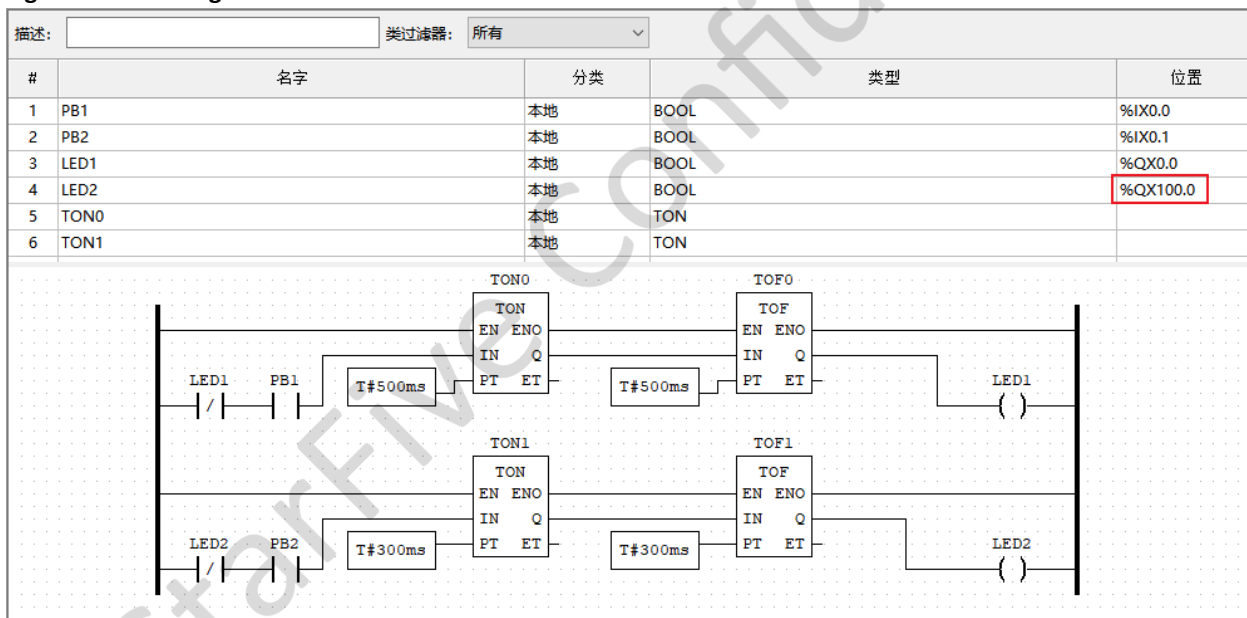 描述: 类过滤器: 所有
# 名字 分类 类型 位置
1 PB1 本地 BOOL %IX0.0
2 PB2 本地 BOOL %IX0.1
3 LED1 本地 BOOL %QX0.0
4 LED2 本地 BOOL %QX100.0
5 TON0 本地 TON
6 TON1 本地 TON
TON0 TOF0
TON TOF
EN ENO EN ENO
IN Q IN Q
LED1 PB1 T#500ms PT ET T#500ms PT ET LED1
TON1 TOF1
TON TOF
EN ENO EN ENO
IN Q IN Q
LED2 PB2 T#300ms PT ET T#300ms PT ET LED2
StarFive Confid